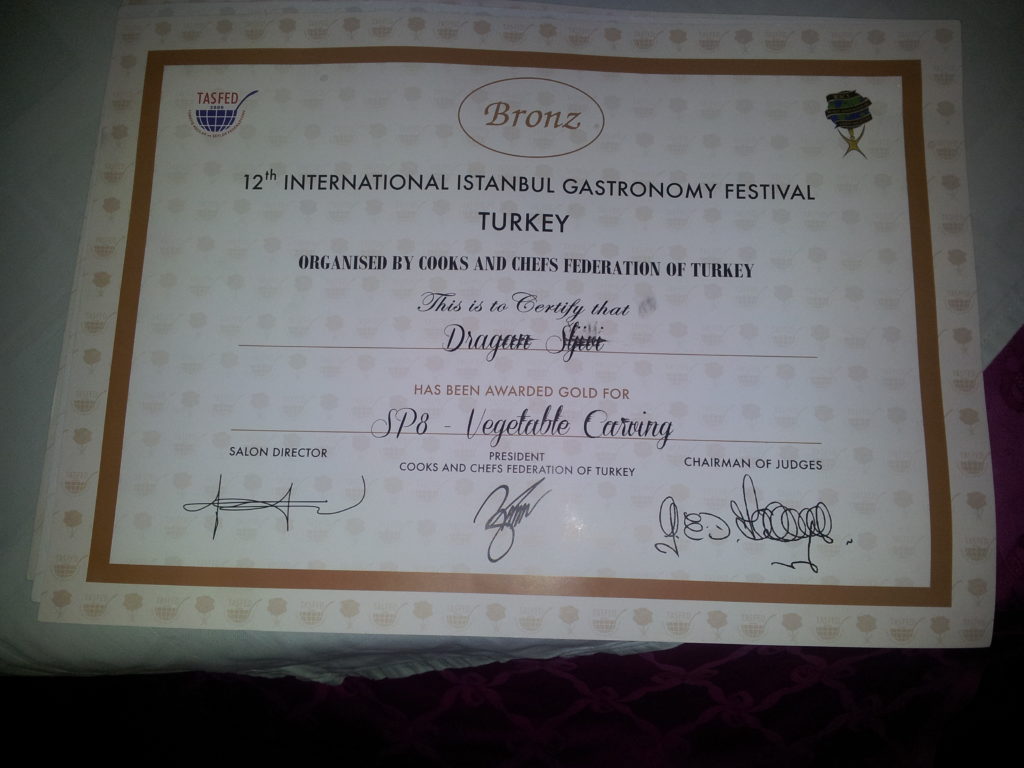 TASFED
2006
Bronz
12th INTERNATIONAL ISTANBUL GASTRONOMY FESTIVAL
TURKEY
ORGANISED BY COOKS AND CHEFS FEDERATION OF TURKEY
This is to Certify that
Dragan
HAS BEEN AWARDED GOLD FOR
SP8 - Vegetable Carving
SALON DIRECTOR
PRESIDENT
COOKS AND CHEFS FEDERATION OF TURKEY
CHAIRMAN OF JUDGES